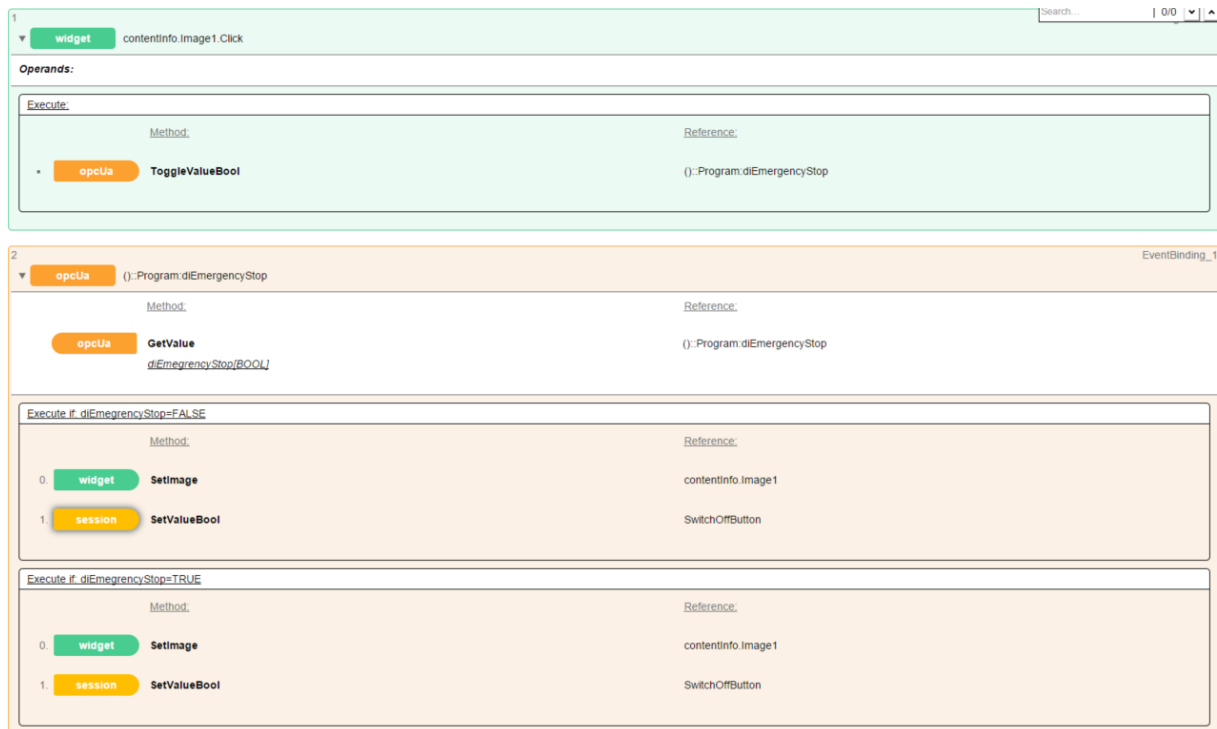 Search... | 0/0
1
widget contentInfo.Image1.Click
Operands:
Execute:
Method: Reference:
opcUa ToggleValueBool ()::Program:diEmergencyStop
2 EventBinding_1
opcUa ()::Program:diEmergencyStop
Method: Reference:
opcUa GetValue ()::Program:diEmergencyStop
diEmegrencyStop[BOOL]
Execute if: diEmegrencyStop=FALSE
Method: Reference:
0. widget SetImage contentInfo.Image1
1. session SetValueBool SwitchOffButton
Execute if: diEmegrencyStop=TRUE
Method: Reference:
0. widget SetImage contentInfo.Image1
1. session SetValueBool SwitchOffButton